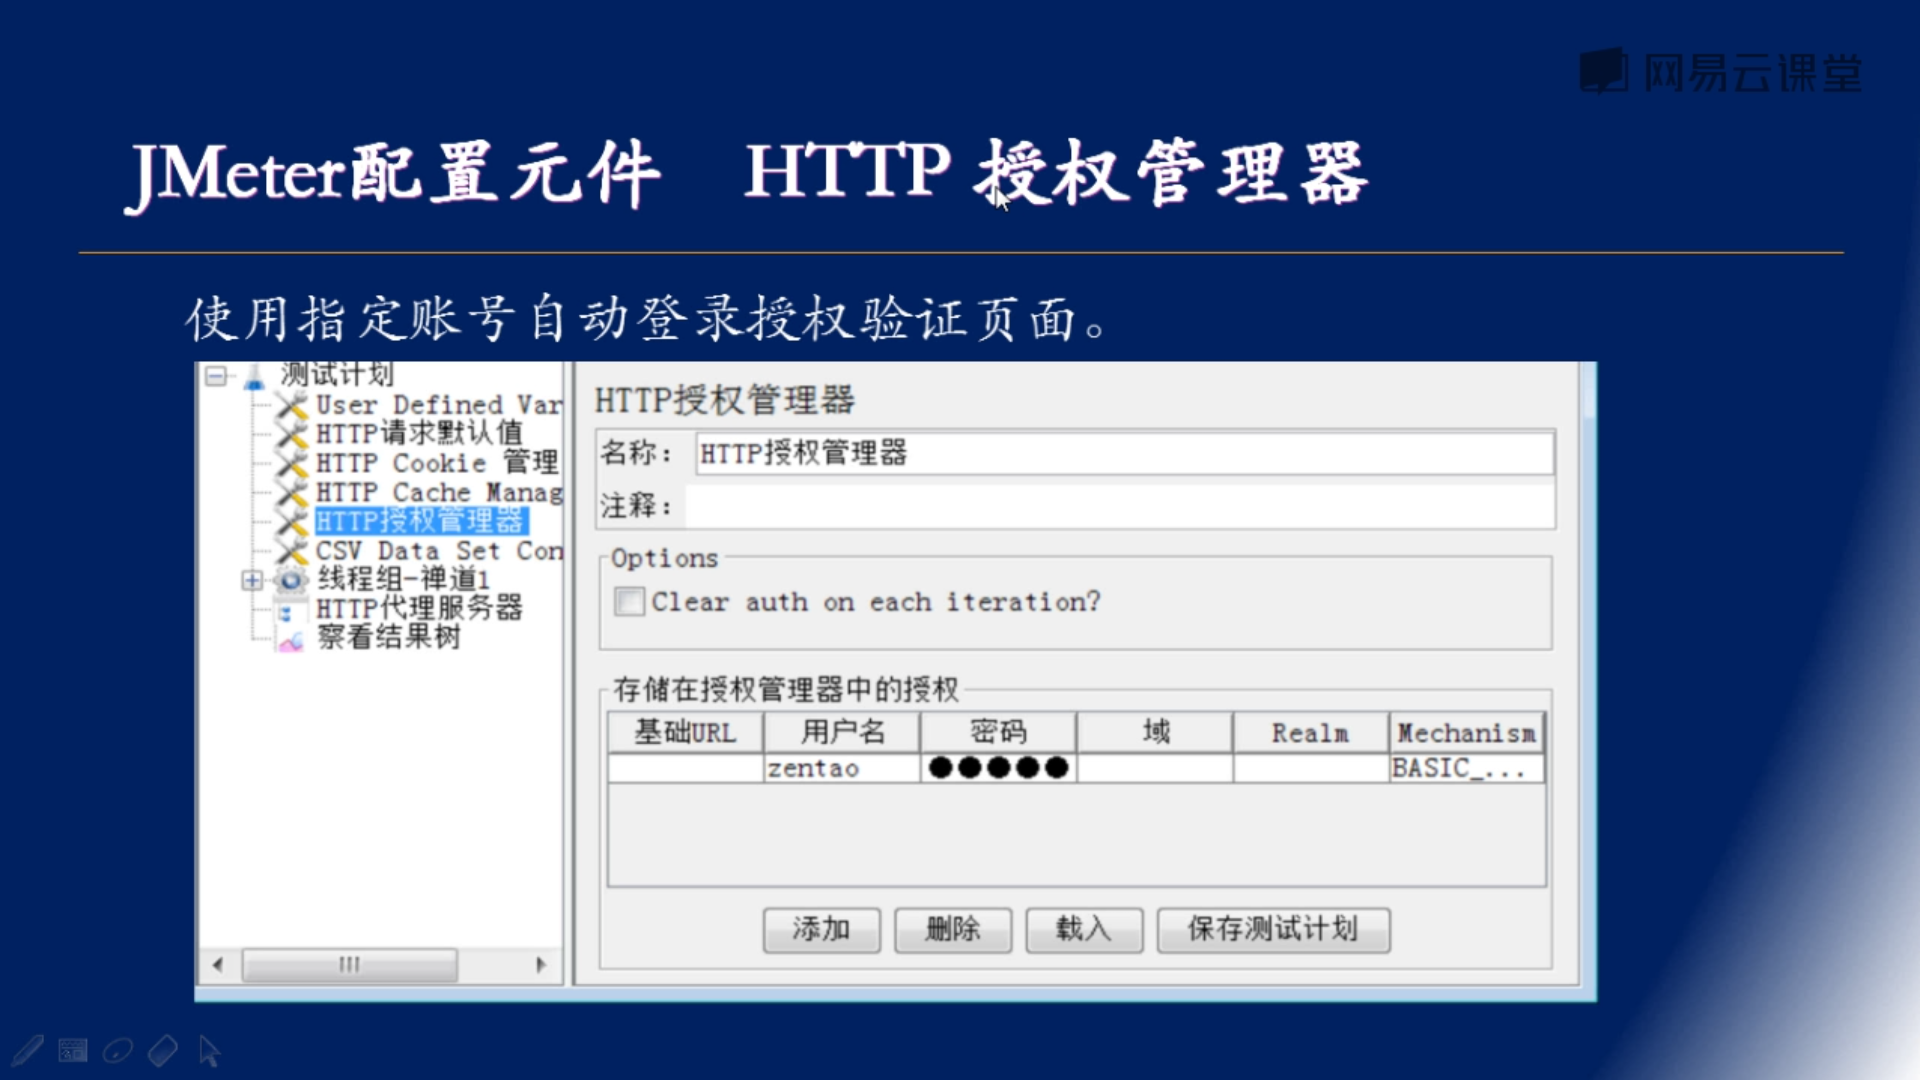 网易云课堂
JMeter配置元件 HTTP 授权管理器
使用指定账号自动登录授权验证页面。
测试计划
User Defined Var
HTTP请求默认值
HTTP Cookie 管理
HTTP Cache Manag
HTTP授权管理器
CSV Data Set Con
线程组-禅道1
HTTP代理服务器
察看结果树
HTTP授权管理器
名称： HTTP授权管理器
注释：
Options
Clear auth on each iteration?
存储在授权管理器中的授权
基础URL 用户名 密码 域 Realm Mechanism
zentao ●●●●● BASIC_...
添加 删除 载入 保存测试计划